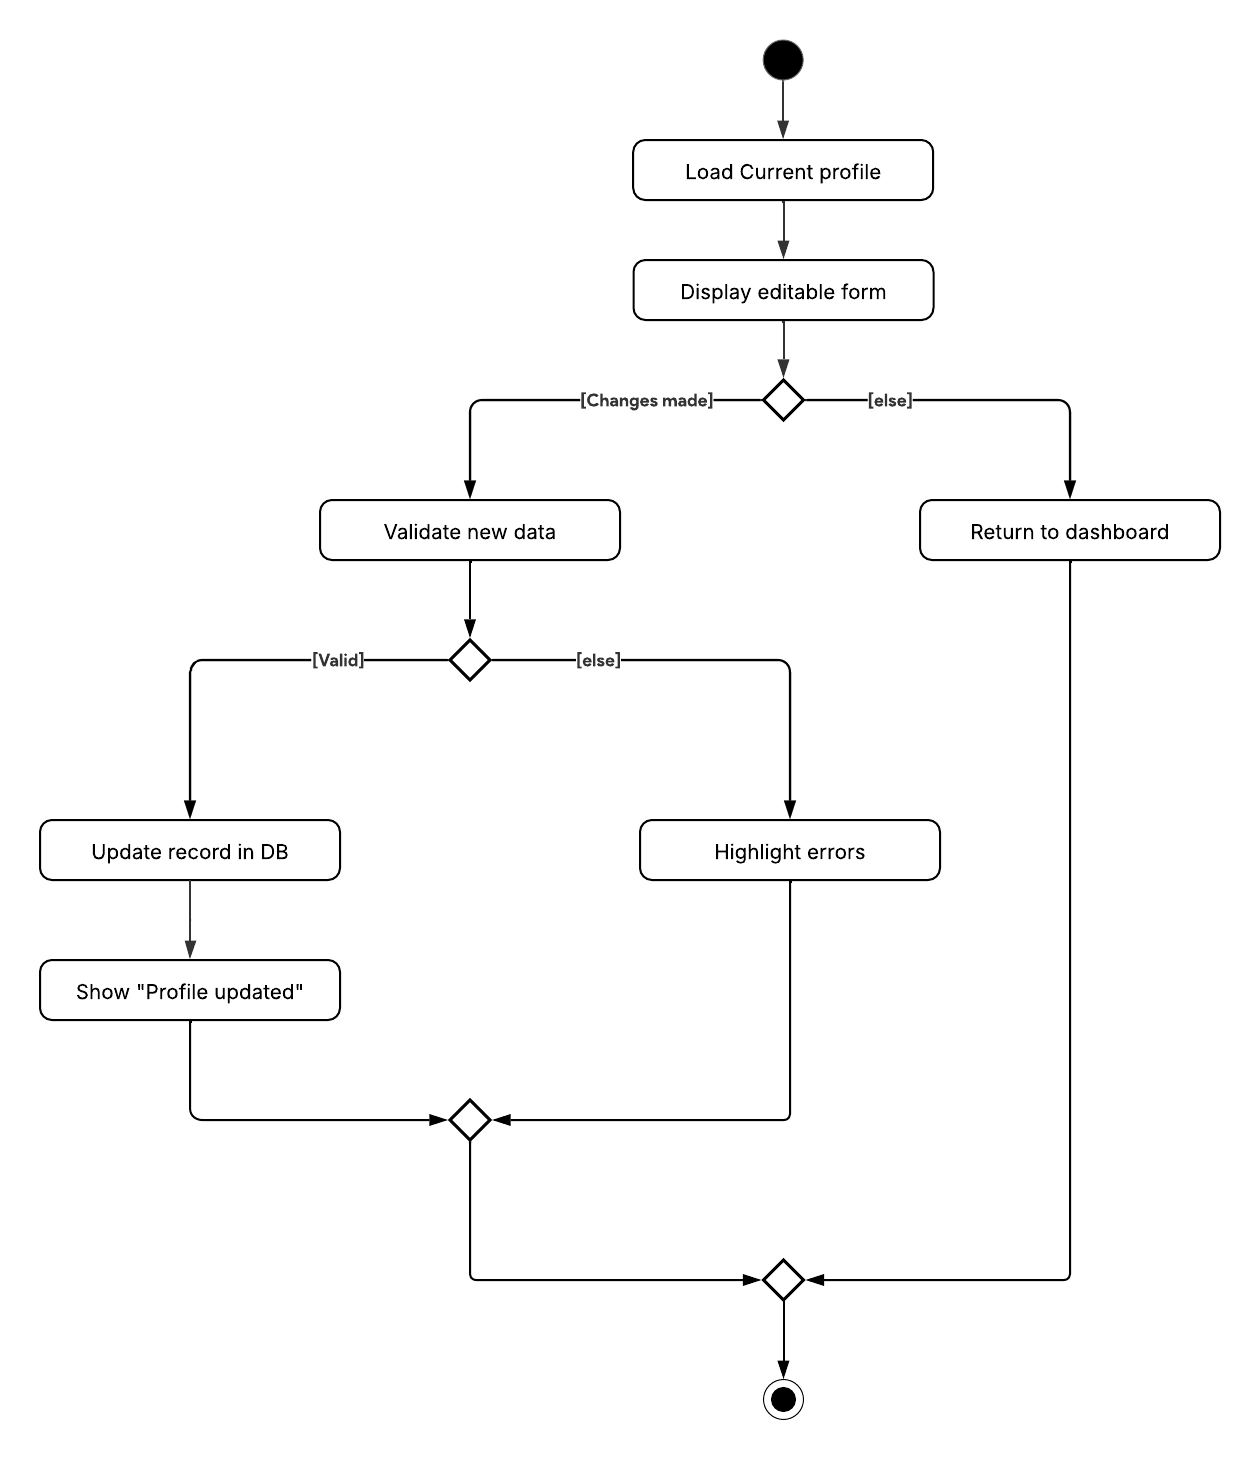 Load Current profile
Display editable form
[Changes made]
[else]
Validate new data
Return to dashboard
[Valid]
[else]
Update record in DB
Highlight errors
Show "Profile updated"